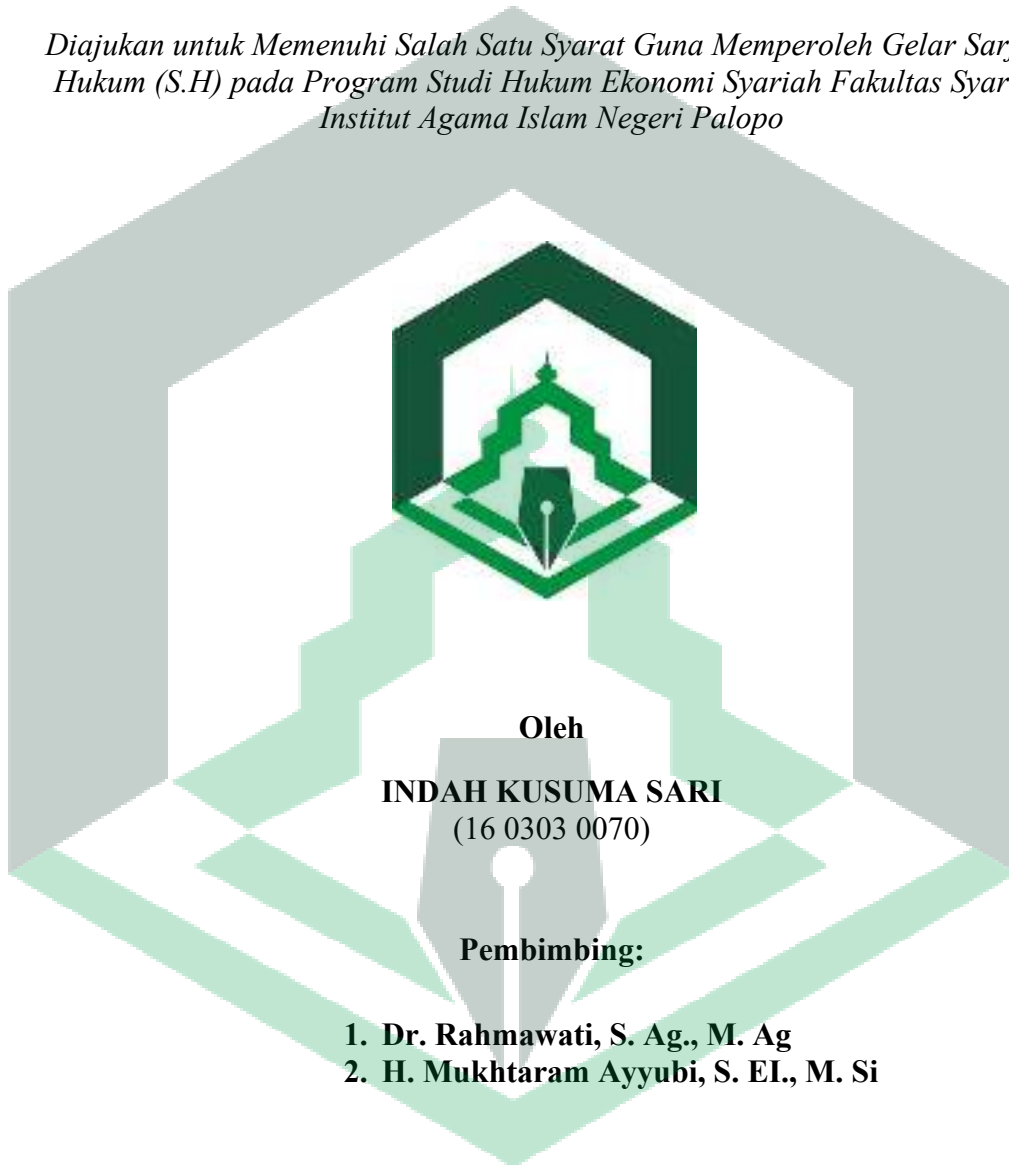 Diajukan untuk Memenuhi Salah Satu Syarat Guna Memperoleh Gelar Sarj
Hukum (S.H) pada Program Studi Hukum Ekonomi Syariah Fakultas Syar
Institut Agama Islam Negeri Palopo
Oleh
INDAH KUSUMA SARI
(16 0303 0070)
Pembimbing:
1. Dr. Rahmawati, S. Ag., M. Ag
2. H. Mukhtaram Ayyubi, S. EI., M. Si